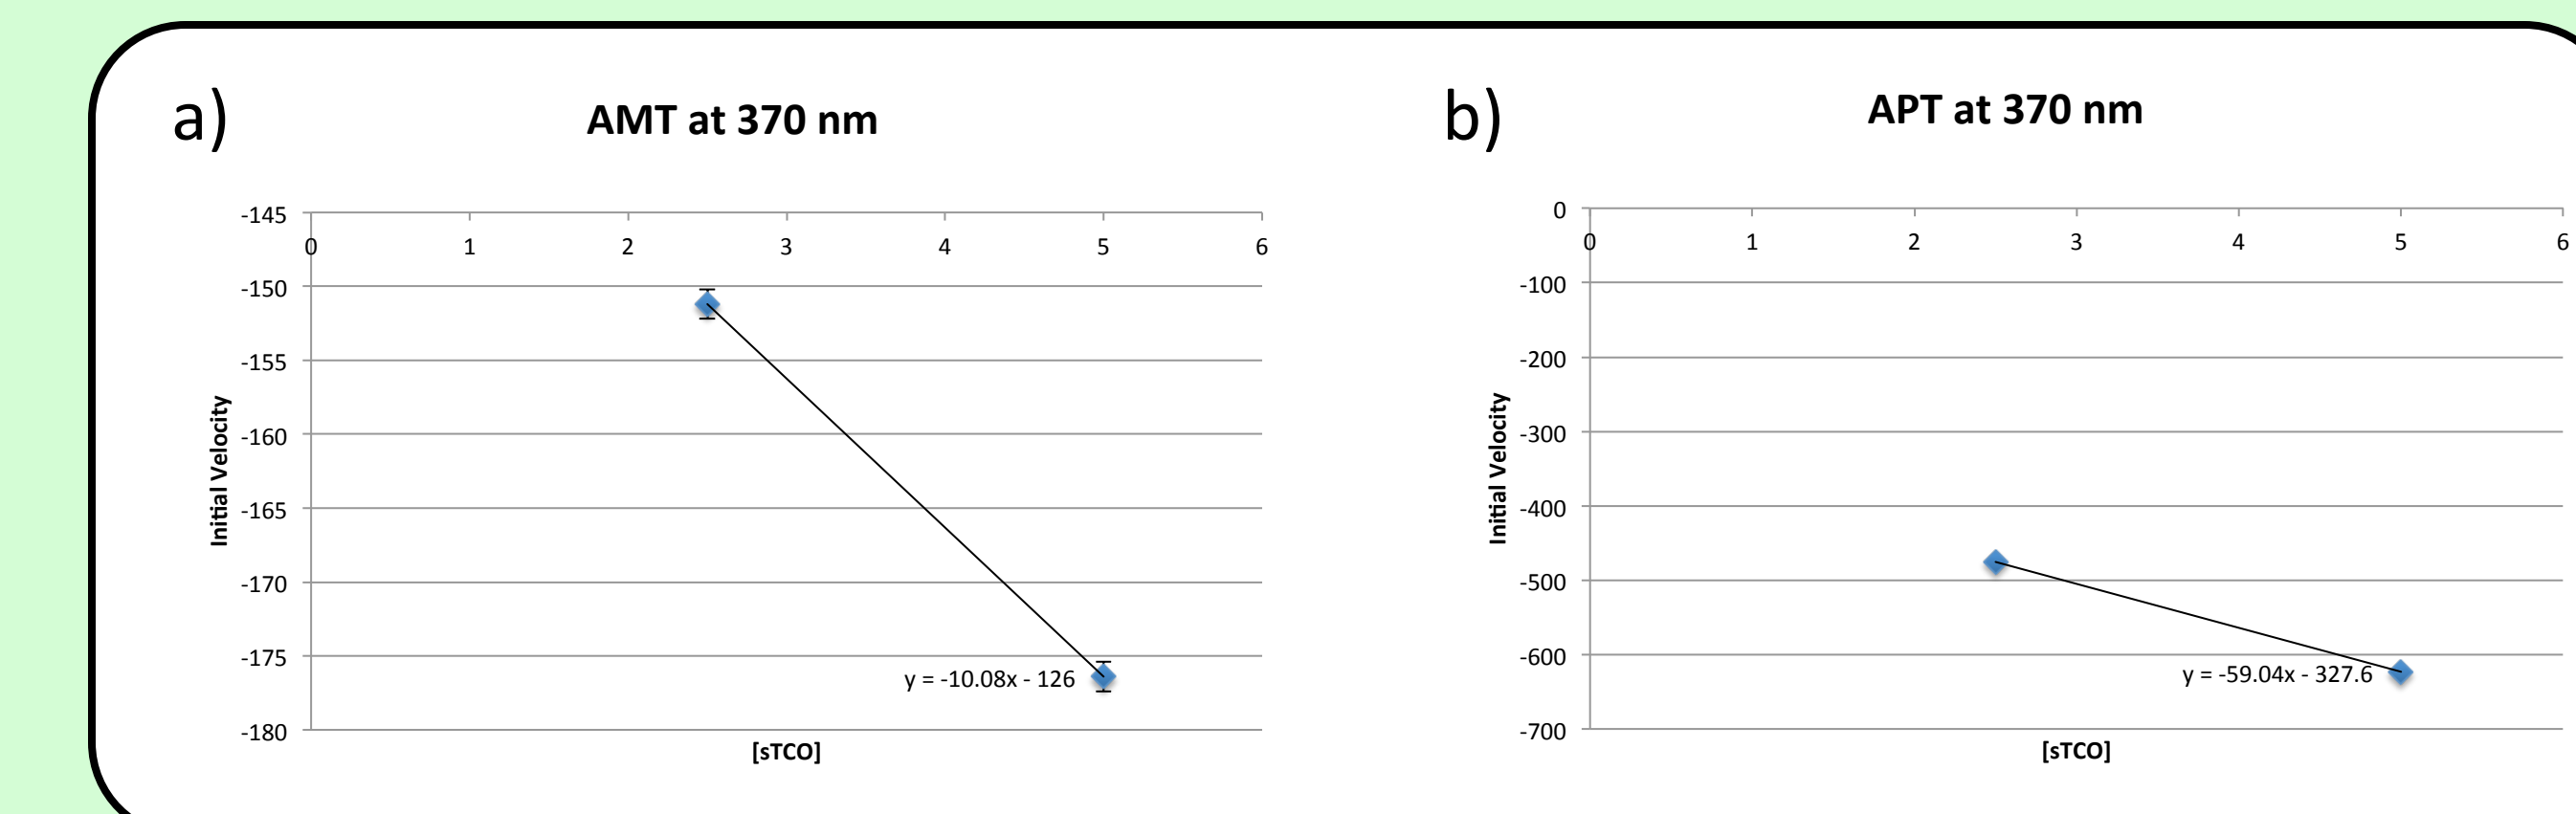 a)
AMT at 370 nm
-145
0 1 2 3 4 5 6
-150
-155
-160
-165
-170
-175
-180
Initial Velocity
y = -10.08x - 126
[sTCO]
b)
APT at 370 nm
0
0 1 2 3 4 5 6
-100
-200
-300
-400
-500
-600
-700
Initial Velocity
y = -59.04x - 327.6
[sTCO]